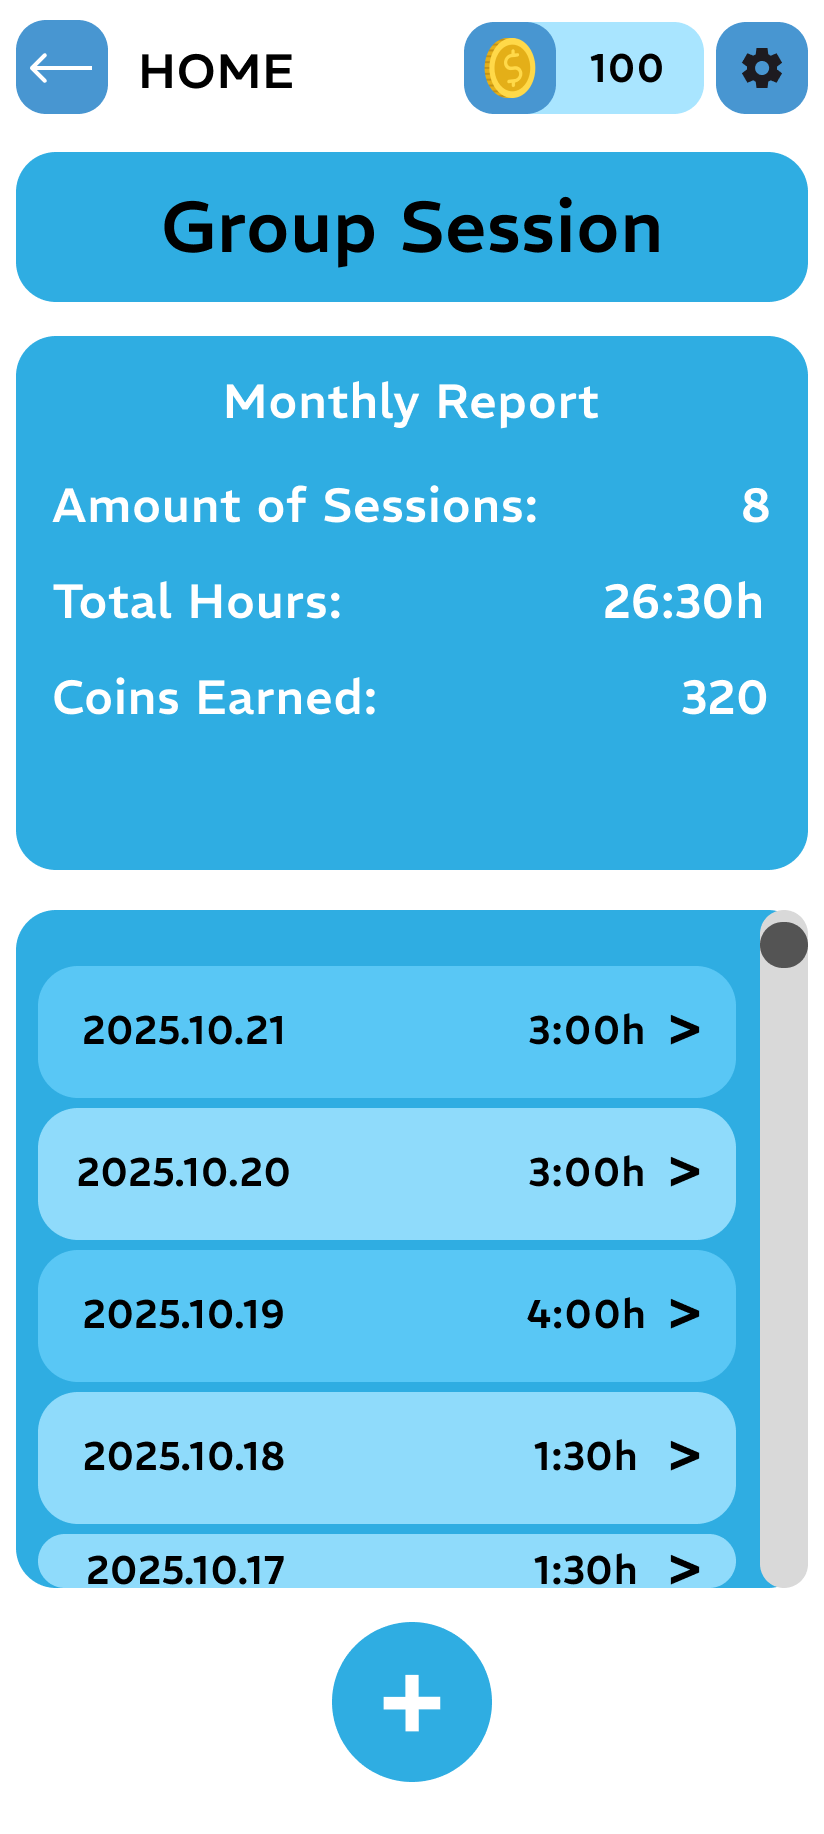 HOME
100
Group Session
Monthly Report
Amount of Sessions: 8
Total Hours: 26:30h
Coins Earned: 320
2025.10.21 3:00h >
2025.10.20 3:00h >
2025.10.19 4:00h >
2025.10.18 1:30h >
2025.10.17 1:30h >
+